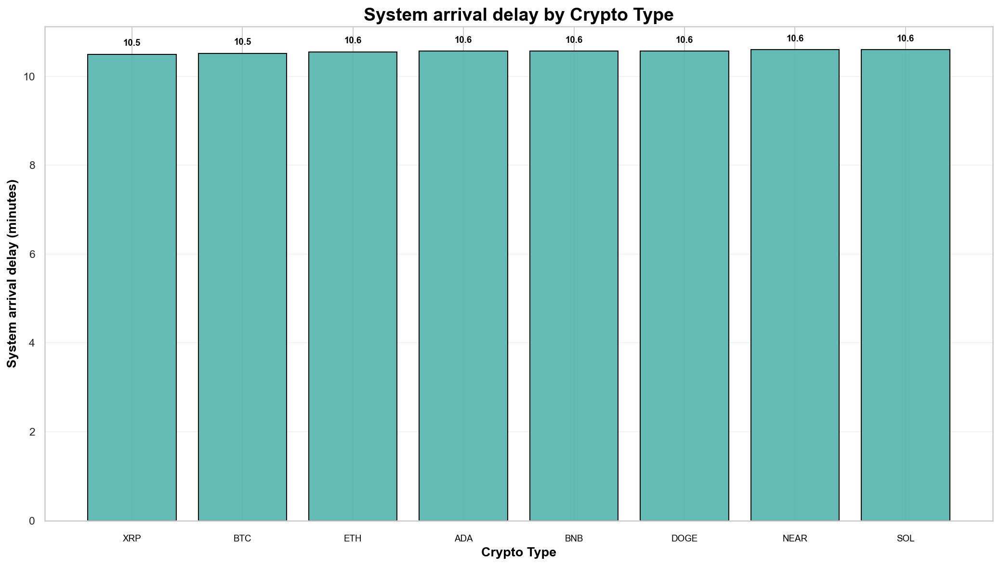 System arrival delay by Crypto Type
10.5 10.5 10.6 10.6 10.6 10.6 10.6 10.6
System arrival delay (minutes)
10
8
6
4
2
0
XRP BTC ETH ADA BNB DOGE NEAR SOL
Crypto Type